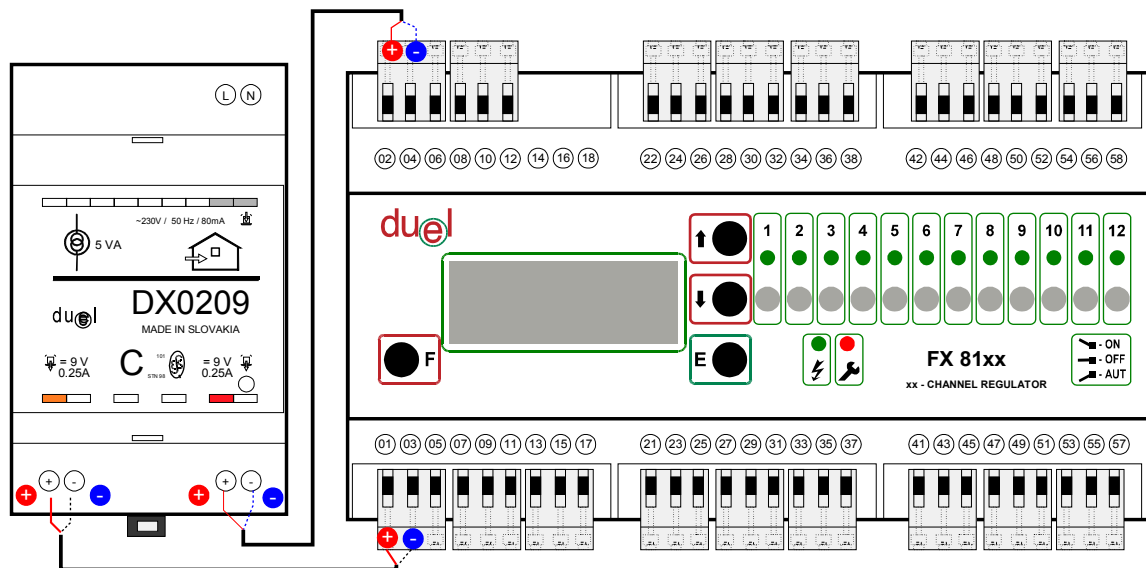 L N
~230V / 50 Hz / 80mA
5 VA
duel
DX0209
MADE IN SLOVAKIA
= 9 V
0.25A
C
101
STN 98
= 9 V
0.25A
+ - + -
+ - + -
+ -
02 04 06 08 10 12 14 16 18 22 24 26 28 30 32 34 36 38 42 44 46 48 50 52 54 56 58
duel
1 2 3 4 5 6 7 8 9 10 11 12
F
E
FX 81xx
xx - CHANNEL REGULATOR
- ON
- OFF
- AUT
01 03 05 07 09 11 13 15 17 21 23 25 27 29 31 33 35 37 41 43 45 47 49 51 53 55 57
+ -